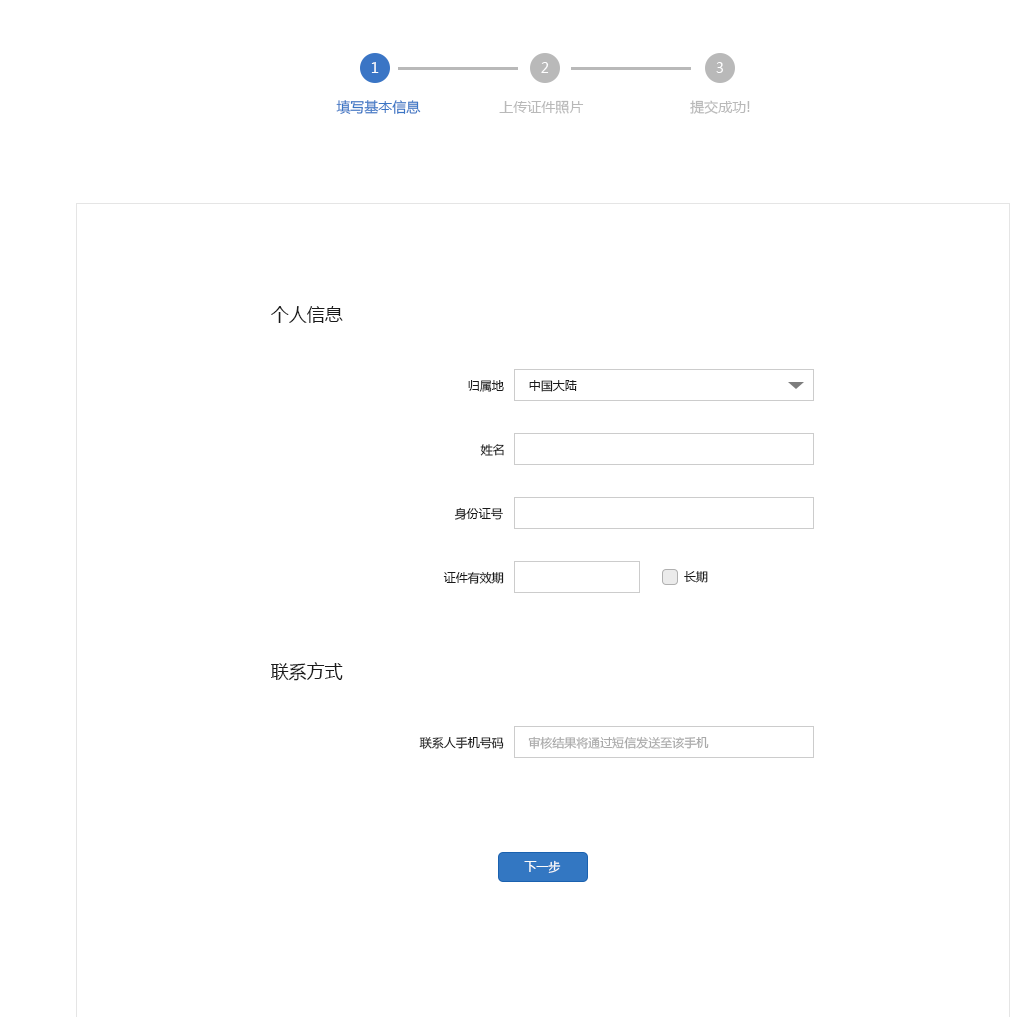 1 2 3
填写基本信息 上传证件照片 提交成功!
个人信息
归属地 中国大陆
姓名
身份证号
证件有效期 长期
联系方式
联系人手机号码 审核结果将通过短信发送至该手机
下一步